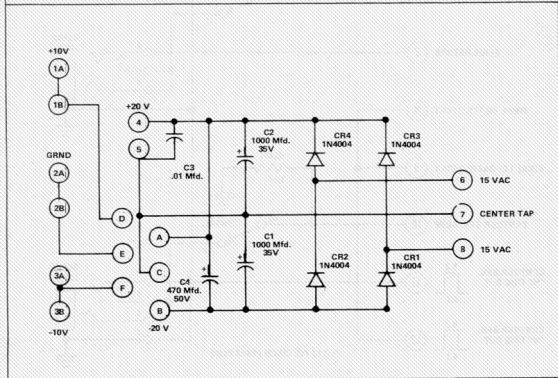 +10V
1A
1B
+20 V
4
5
GRND
2A
2B
C3
.01 Mfd.
C2
1000 Mfd.
35V
CR4
1N4004
CR3
1N4004
6
15 VAC
7
CENTER TAP
8
15 VAC
D
E
A
C1
1000 Mfd.
35V
CR2
1N4004
CR1
1N4004
3A
3B
-10V
F
C
C4
470 Mfd.
50V
B
-20 V